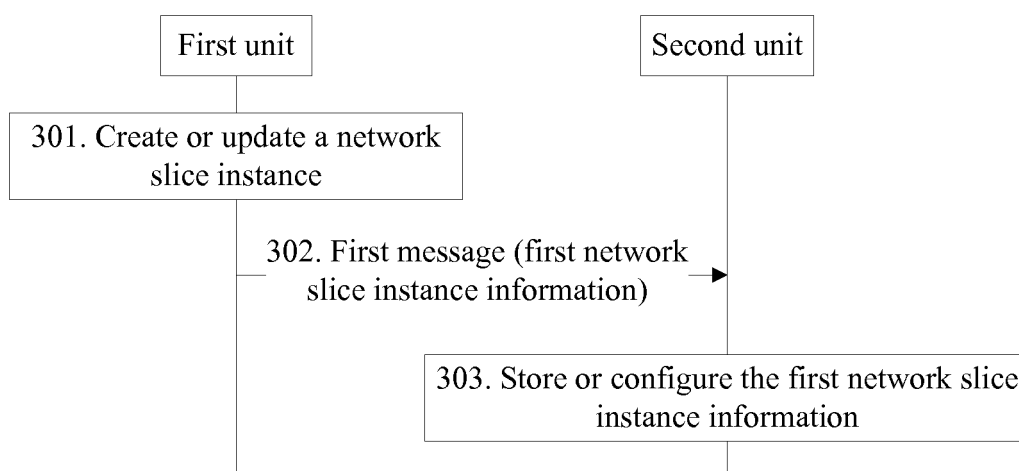 First unit
Second unit
301. Create or update a network
slice instance
302. First message (first network
slice instance information)
303. Store or configure the first network slice
instance information